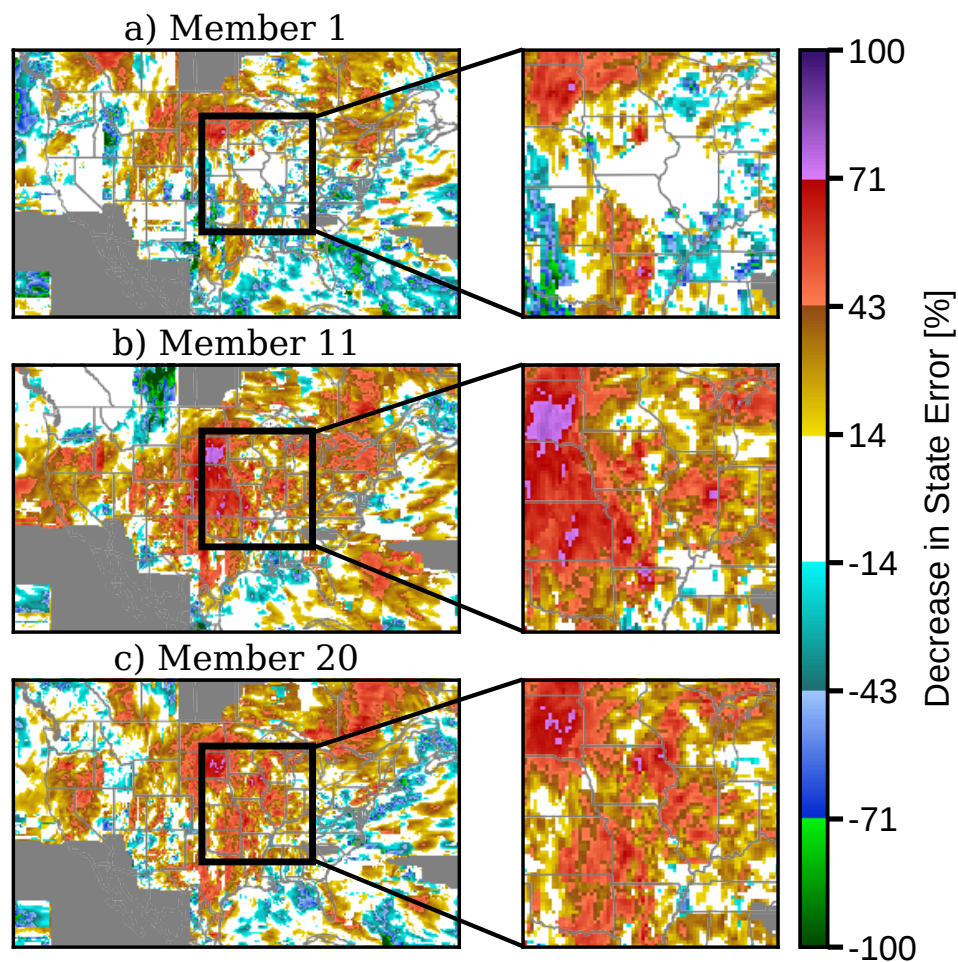 a) Member 1
b) Member 11
c) Member 20
100
71
43
14
-14
-43
-71
-100
Decrease in State Error [%]